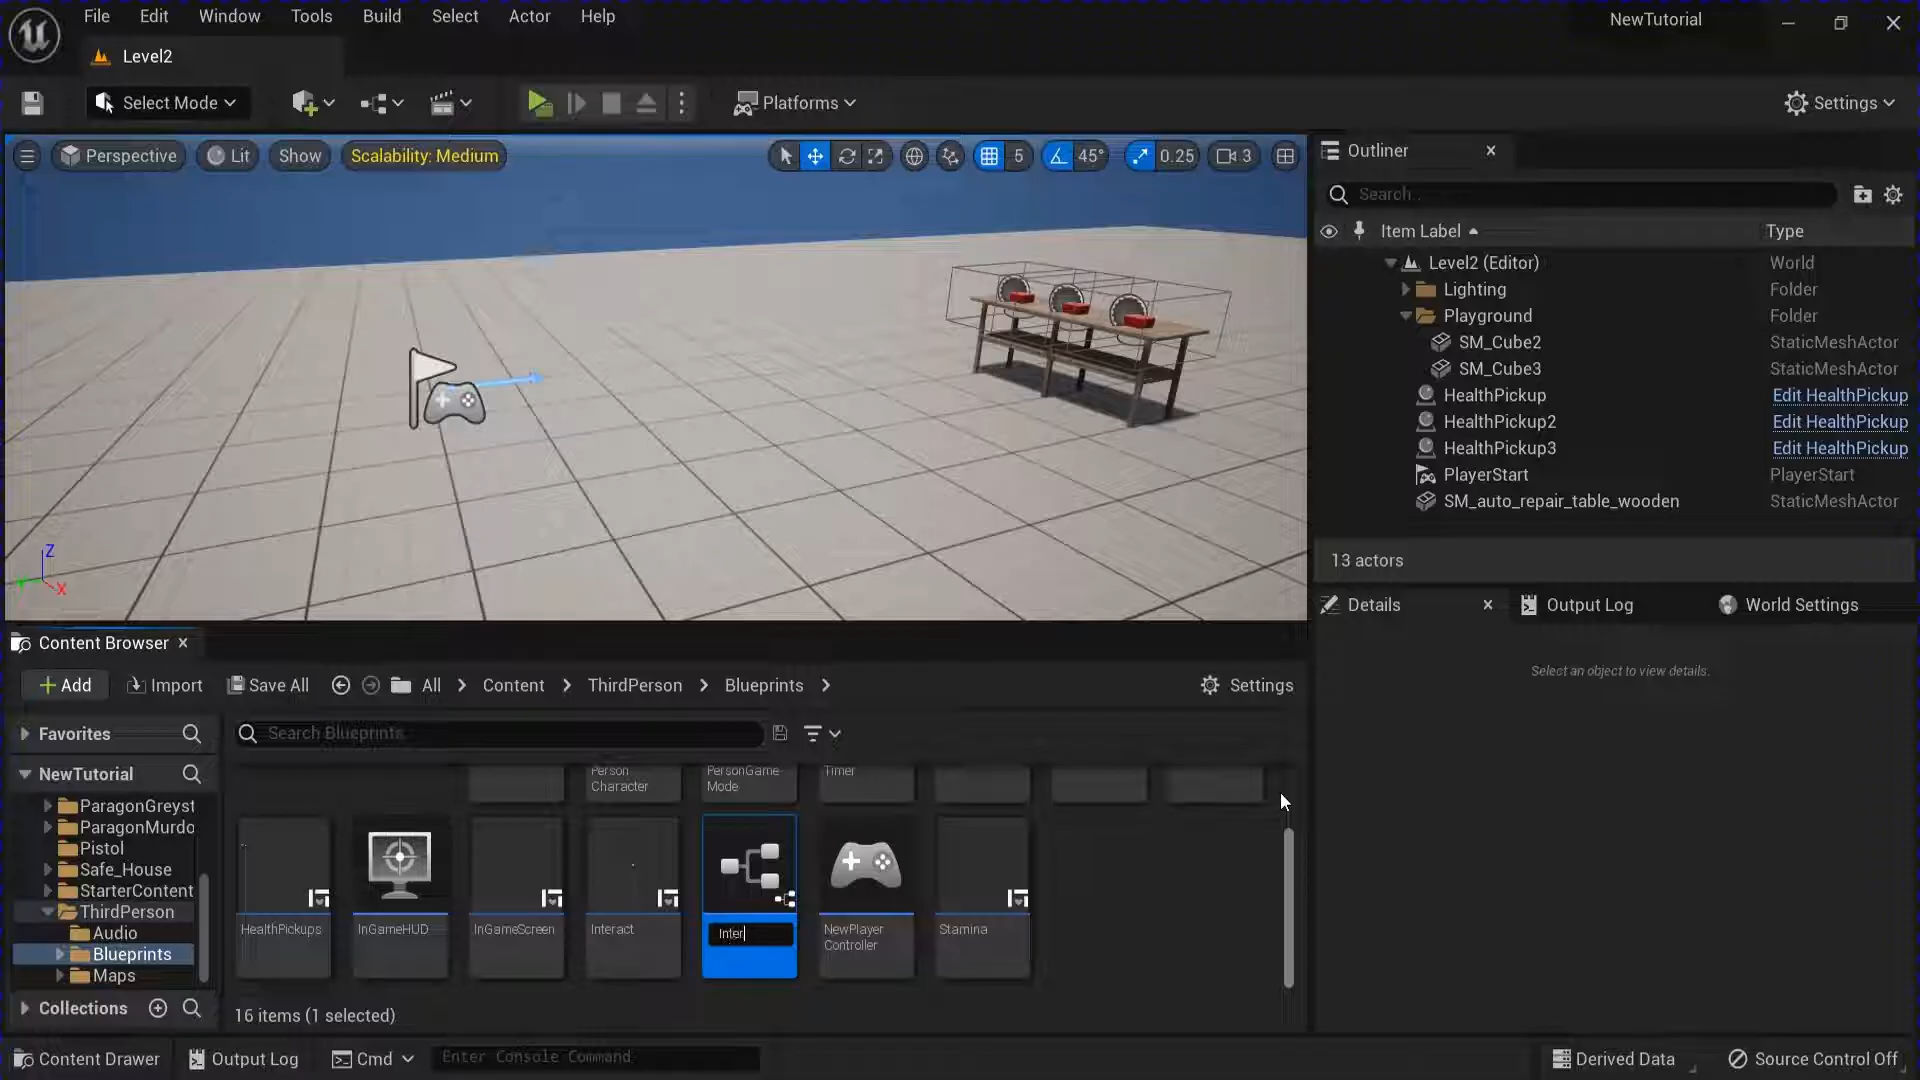 File Edit Window Tools Build Select Actor Help
NewTutorial
Level2
Select Mode
Platforms
Settings
Perspective Lit Show Scalability: Medium
5 45° 0.25 3
Z
X
Outliner
Search...
Item Label Type
Level2 (Editor) World
Lighting Folder
Playground Folder
SM_Cube2 StaticMeshActor
SM_Cube3 StaticMeshActor
HealthPickup Edit HealthPickup
HealthPickup2 Edit HealthPickup
HealthPickup3 Edit HealthPickup
PlayerStart PlayerStart
SM_auto_repair_table_wooden StaticMeshActor
13 actors
Details Output Log World Settings
Select an object to view details.
Content Browser
Add Import Save All All Content ThirdPerson Blueprints Settings
Favorites
Search Blueprints
NewTutorial
ParagonGreyst
ParagonMurdo
Pistol
Safe_House
StarterContent
ThirdPerson
Audio
Blueprints
Maps
Collections
Person
Character
PersonGame
Mode
Timer
HealthPickups
InGameHUD
InGameScreen
Interact
Inter
NewPlayer
Controller
Stamina
16 items (1 selected)
Content Drawer Output Log Cmd Enter Console Command Derived Data Source Control Off